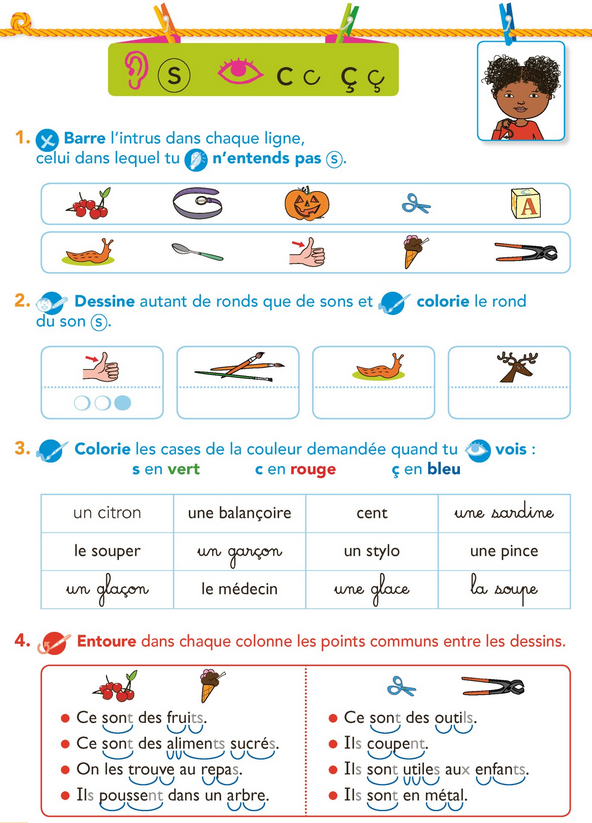 s c c ç ç
1. Barre l'intrus dans chaque ligne,
celui dans lequel tu n'entends pas s.
A
2. Dessine autant de ronds que de sons et colorie le rond
du son s.
3. Colorie les cases de la couleur demandée quand tu vois :
s en vert c en rouge ç en bleu
un citron une balançoire cent une sardine
le souper un garçon un stylo une pince
un glaçon le médecin une glace la soupe
4. Entoure dans chaque colonne les points communs entre les dessins.
• Ce sont des fruits.
• Ce sont des aliments sucrés.
• On les trouve au repas.
• Ils poussent dans un arbre.
• Ce sont des outils.
• Ils coupent.
• Ils sont utiles aux enfants.
• Ils sont en métal.